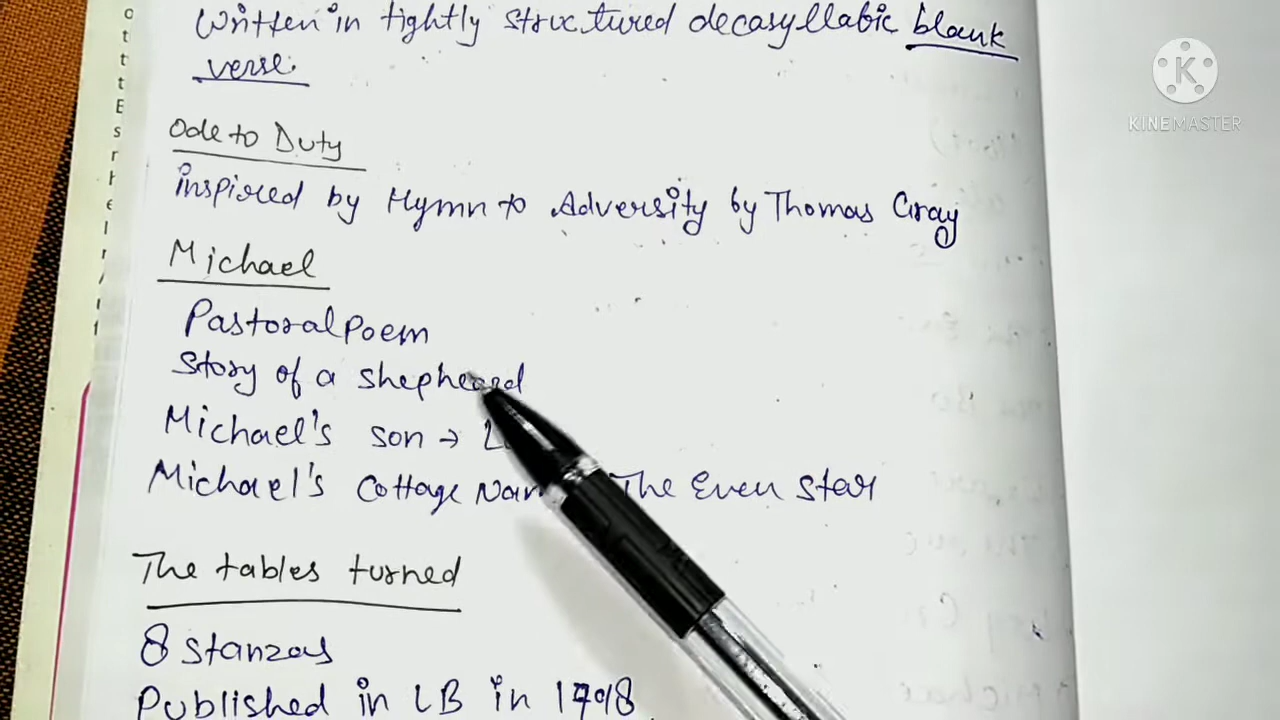 Written in tightly structured decasyllabic blank
verse.
Ode to Duty
inspired by Hymn to Adversity by Thomas Gray
Michael
Pastoral poem
Story of a shepherd
Michael's son →
Michael's Cottage The Even Star
The tables turned
8 stanzas
Published in LB in 1798
KINEMASTER